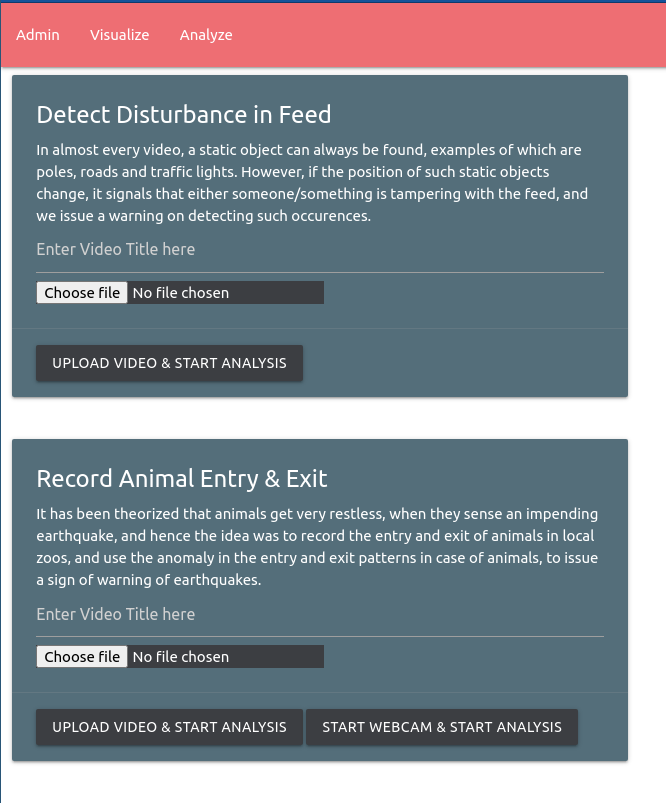 Admin Visualize Analyze
Detect Disturbance in Feed
In almost every video, a static object can always be found, examples of which are
poles, roads and traffic lights. However, if the position of such static objects
change, it signals that either someone/something is tampering with the feed, and
we issue a warning on detecting such occurences.
Enter Video Title here
Choose file No file chosen
UPLOAD VIDEO & START ANALYSIS
Record Animal Entry & Exit
It has been theorized that animals get very restless, when they sense an impending
earthquake, and hence the idea was to record the entry and exit of animals in local
zoos, and use the anomaly in the entry and exit patterns in case of animals, to issue
a sign of warning of earthquakes.
Enter Video Title here
Choose file No file chosen
UPLOAD VIDEO & START ANALYSIS START WEBCAM & START ANALYSIS